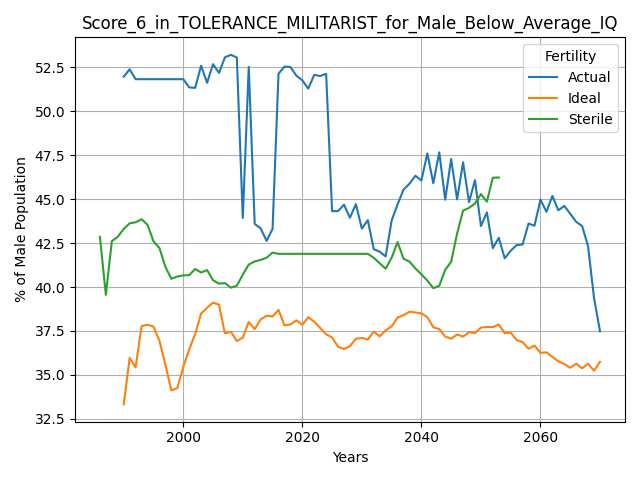 Score_6_in_TOLERANCE_MILITARIST_for_Male_Below_Average_IQ
Fertility
Actual
Ideal
Sterile
% of Male Population
52.5
50.0
47.5
45.0
42.5
40.0
37.5
35.0
32.5
2000 2020 2040 2060
Years